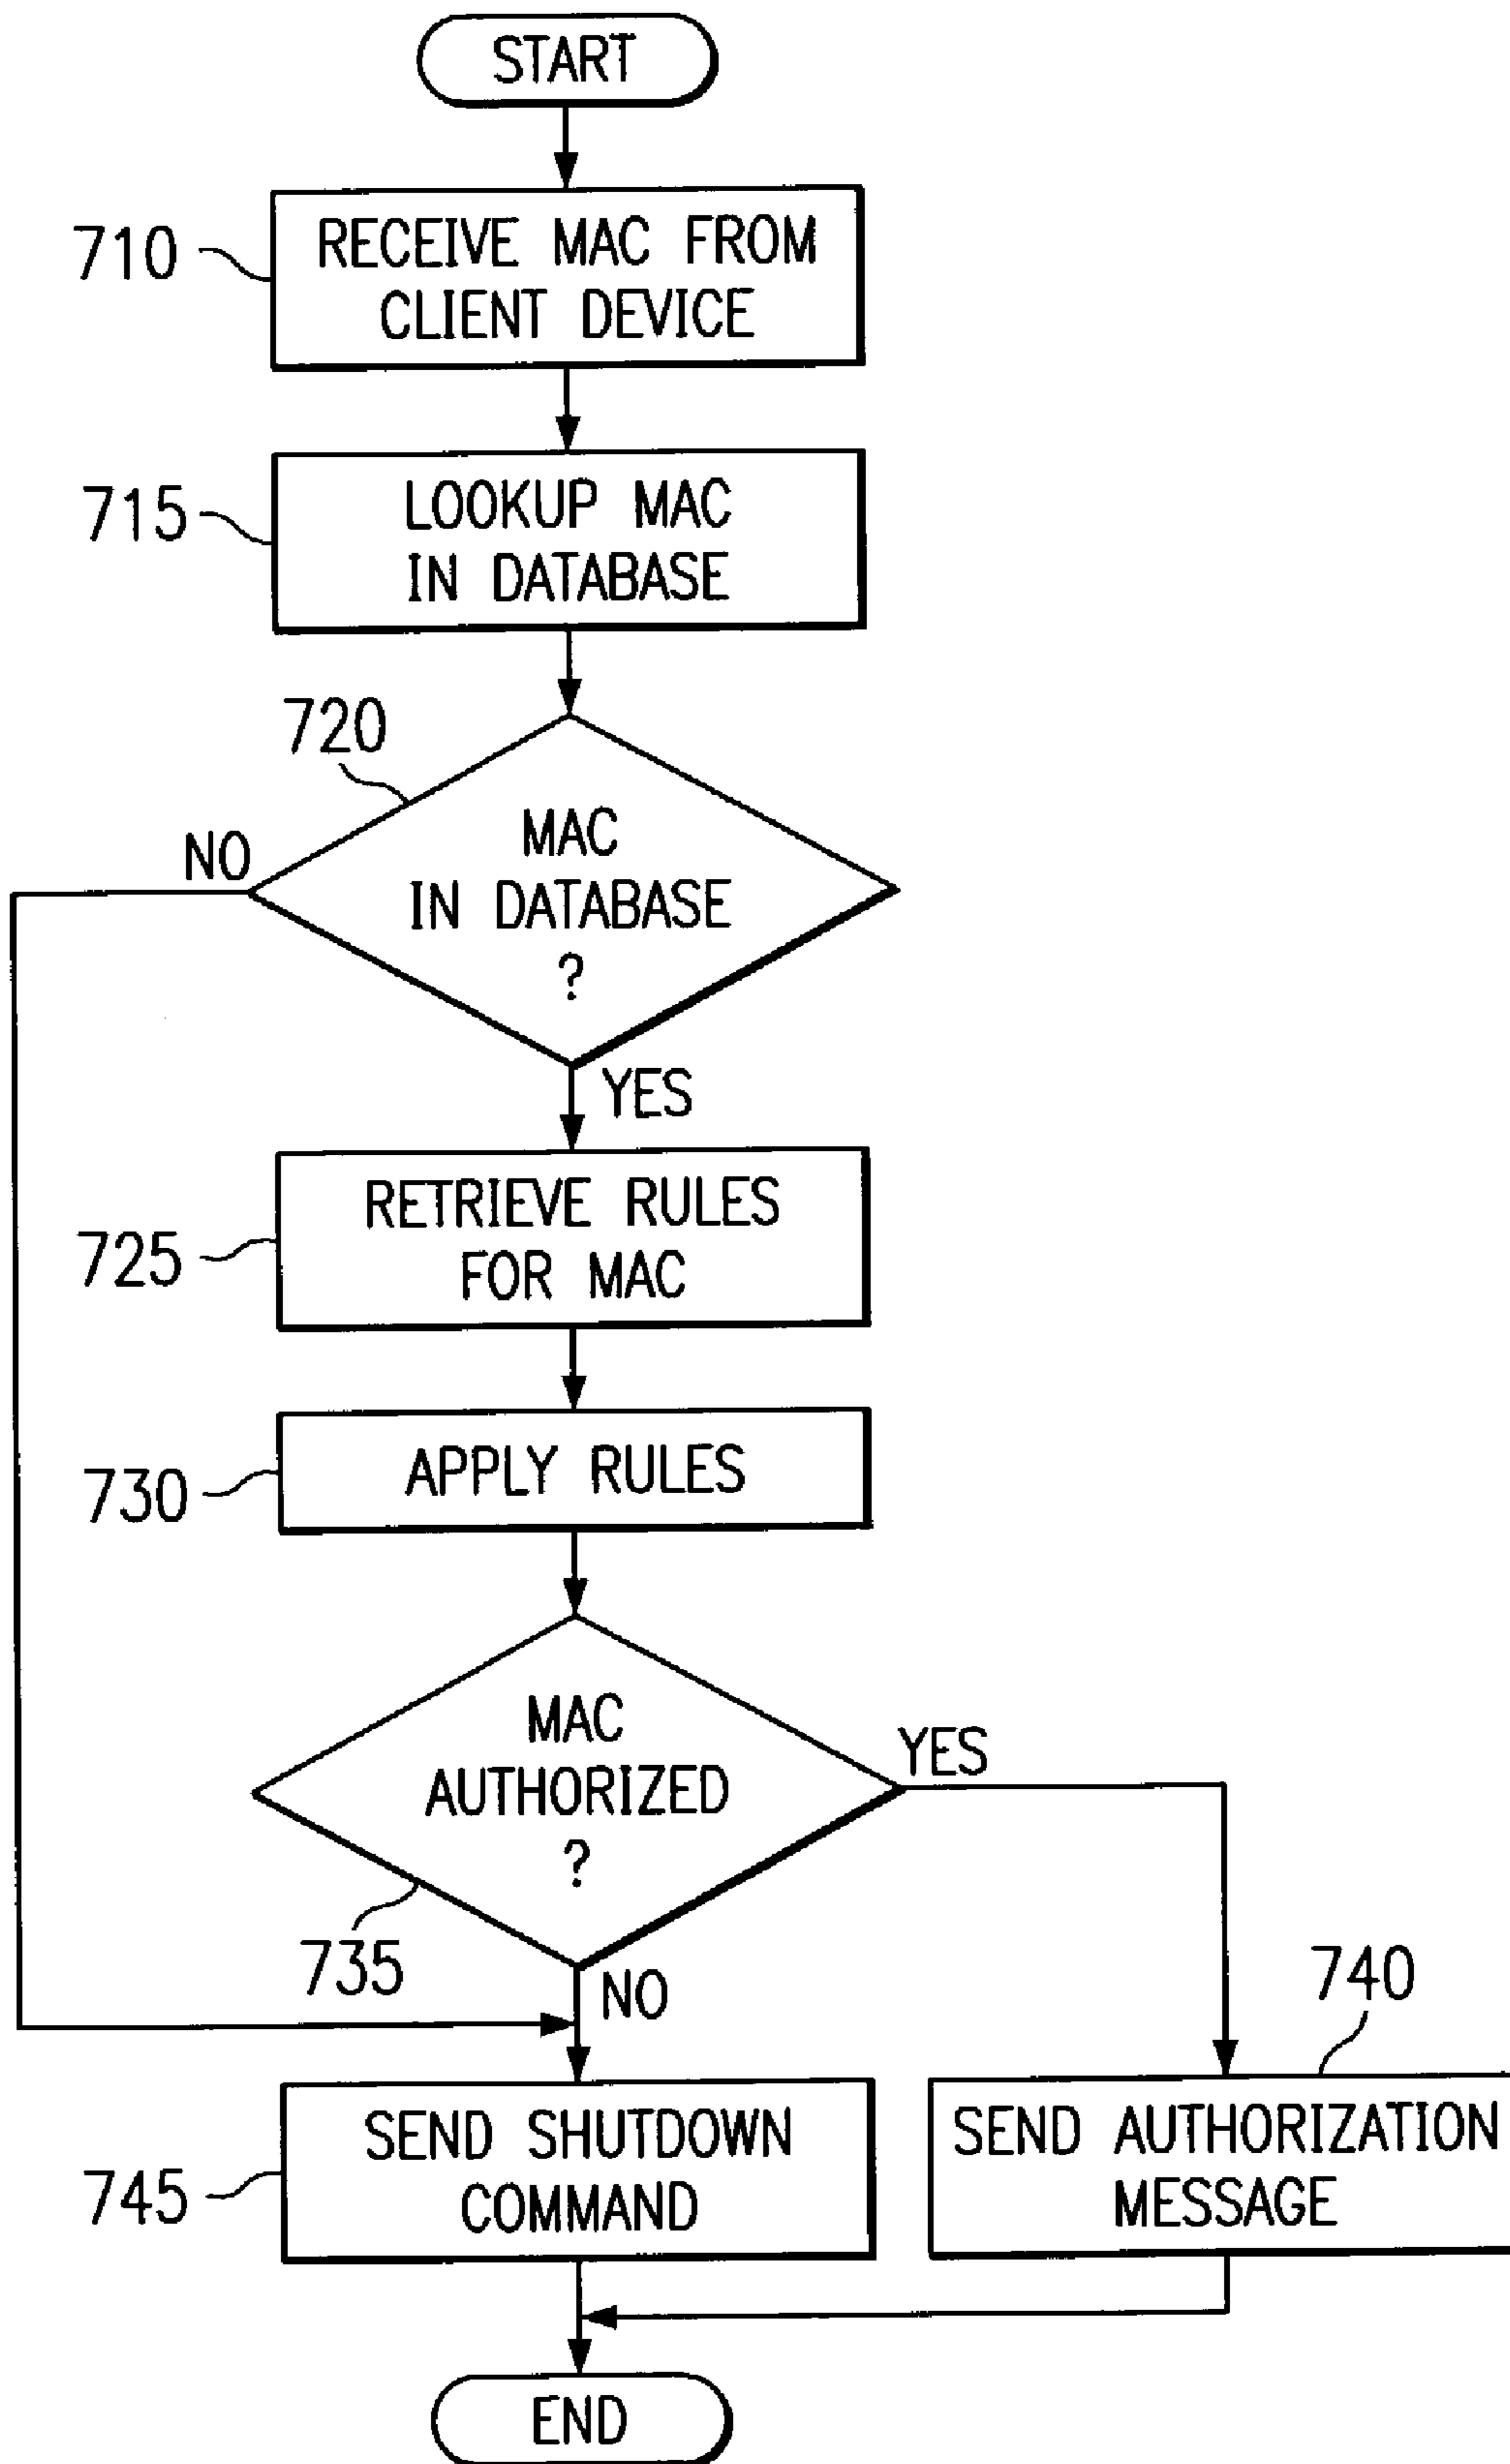 START
710
RECEIVE MAC FROM
CLIENT DEVICE
715
LOOKUP MAC
IN DATABASE
720
NO
MAC
IN DATABASE
?
YES
725
RETRIEVE RULES
FOR MAC
730
APPLY RULES
MAC
AUTHORIZED
?
YES
735
NO
740
745
SEND SHUTDOWN
COMMAND
SEND AUTHORIZATION
MESSAGE
END